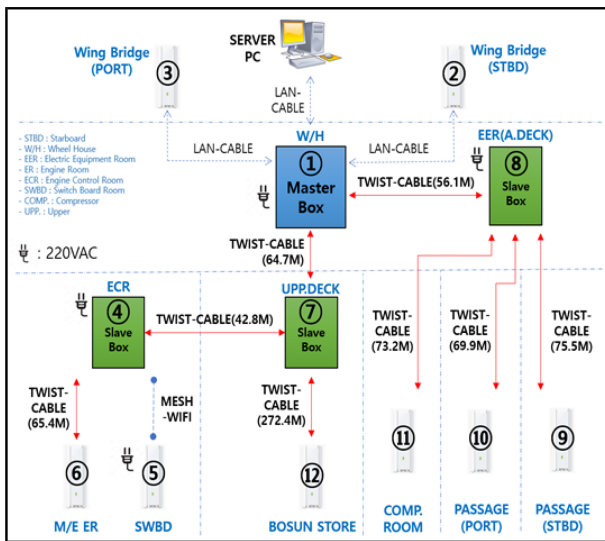 SERVER
PC
Wing Bridge
(PORT)
③
Wing Bridge
(STBD)
②
LAN-
CABLE
- STBD : Starboard
- W/H : Wheel House
- EER : Electric Equipment Room
- ER : Engine Room
- ECR : Engine Control Room
- SWBD : Switch Board Room
- COMP. : Compressor
- UPP. : Upper
LAN-CABLE
W/H
LAN-CABLE
EER(A.DECK)
①
Master
Box
⑧
Slave
Box
TWIST-CABLE(56.1M)
: 220VAC
TWIST-CABLE
(64.7M)
ECR
UPP.DECK
④
Slave
Box
TWIST-CABLE(42.8M)
⑦
Slave
Box
TWIST-
CABLE
(73.2M)
TWIST-
CABLE
(69.9M)
TWIST-
CABLE
(75.5M)
TWIST-
CABLE
(65.4M)
MESH
-WIFI
TWIST-
CABLE
(272.4M)
⑥
⑤
⑫
⑪
⑩
⑨
M/E ER
SWBD
BOSUN STORE
COMP.
ROOM
PASSAGE
(PORT)
PASSAGE
(STBD)